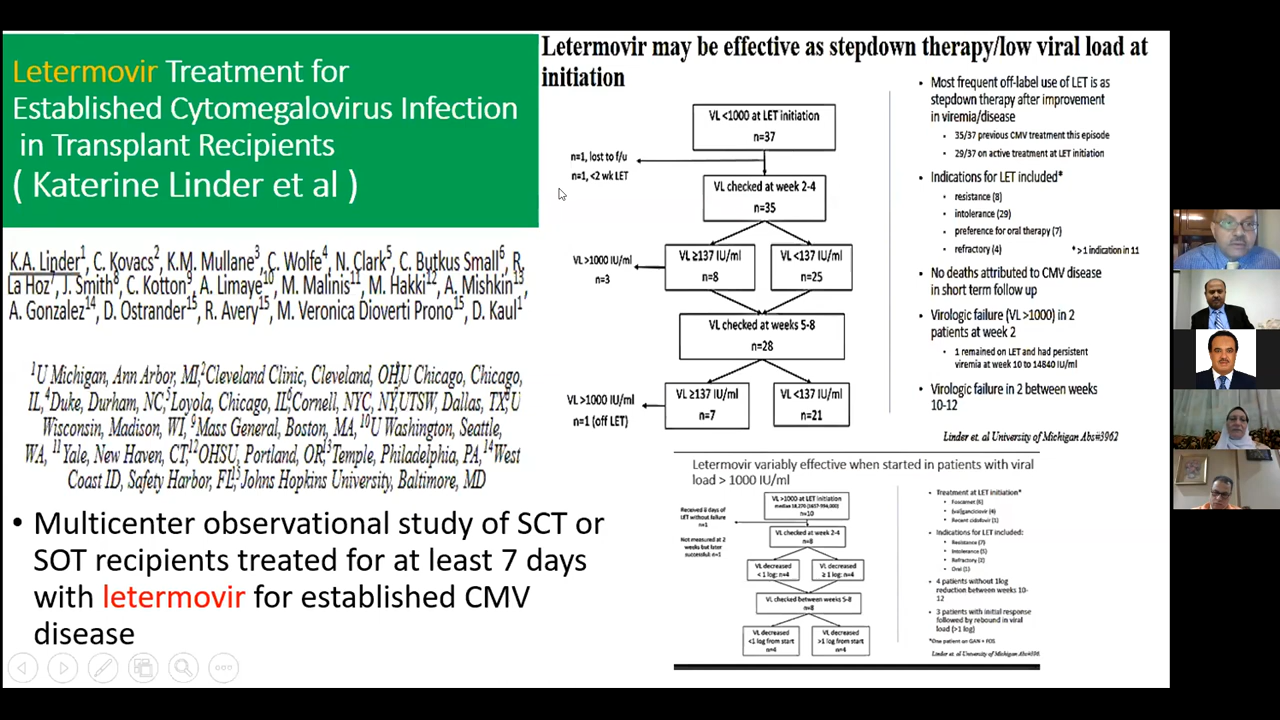 Letermovir Treatment for
Established Cytomegalovirus Infection
in Transplant Recipients
( Katerine Linder et al )
K.A. Linder1, C. Kovacs2, K.M. Mullane3, C. Wolfe4, N. Clark5, C. Butkus Small6, R.
La Hoz7, J. Smith8, C. Kotton9, A. Limaye10, M. Malinis11, M. Hakki12, A. Mishkin13,
A. Gonzalez14, D. Ostrander15, R. Avery15, M. Veronica Dioverti Prono15, D. Kaul1
1U Michigan, Ann Arbor, MI,2Cleveland Clinic, Cleveland, OH,U Chicago, Chicago,
IL,4Duke, Durham, NC,5Loyola, Chicago, IL,6Cornell, NYC, NY,UTSW, Dallas, TX,8U
Wisconsin, Madison, WI, 9Mass General, Boston, MA, 10U Washington, Seattle,
WA, 11Yale, New Haven, CT,12OHSU, Portland, OR,13Temple, Philadelphia, PA, 14West
Coast ID, Safety Harbor, FL,15Johns Hopkins University, Baltimore, MD
• Multicenter observational study of SCT or
SOT recipients treated for at least 7 days
with letermovir for established CMV
disease
Letermovir may be effective as stepdown therapy/low viral load at
initiation
VL <1000 at LET initiation
n=37
n=1, lost to f/u
n=1, <2 wk LET
VL checked at week 2-4
n=35
VL >1000 IU/ml
n=3
VL ≥137 IU/ml
n=8
VL <137 IU/ml
n=25
VL checked at weeks 5-8
n=28
VL >1000 IU/ml
n=1 (off LET)
VL ≥137 IU/ml
n=7
VL <137 IU/ml
n=21
• Most frequent off-label use of LET is as
stepdown therapy after improvement
in viremia/disease
• 35/37 previous CMV treatment this episode
• 29/37 on active treatment at LET initiation
• Indications for LET included*
• resistance (8)
• intolerance (29)
• preference for oral therapy (7)
• refractory (4)
* > 1 indication in 11
• No deaths attributed to CMV disease
in short term follow up
• Virologic failure (VL >1000) in 2
patients at week 2
• 1 remained on LET and had persistent
viremia at week 10 to 14840 IU/ml
• Virologic failure in 2 between weeks
10-12
Linder et. al University of Michigan Abs#3962
Letermovir variably effective when started in patients with viral
load > 1000 IU/ml
VL >1000 at LET initiation
n=10
Received 8 days of
LET without failure
n=1
Not measured at 2
weeks but later
successful: n=1
VL checked at week 2-4
n=8
VL decreased
< 1 log: n=4
VL decreased
≥ 1 log: n=4
VL checked between weeks 5-8
n=8
VL decreased
<1 log from start
n=4
VL decreased
>1 log from start
n=4
• Treatment at LET initiation*
• Foscarnet (6)
• (val)ganciclovir (4)
• Recent cidofovir (1)
• Indications for LET included:
• Resistance (7)
• Intolerance (5)
• Refractory (2)
• Oral (1)
• 4 patients without 1log
reduction between weeks 10-
12
• 3 patients with initial response
followed by rebound in viral
load (>1 log)
*One patient on GAN + FOS
Linder et. al University of Michigan Abs#396